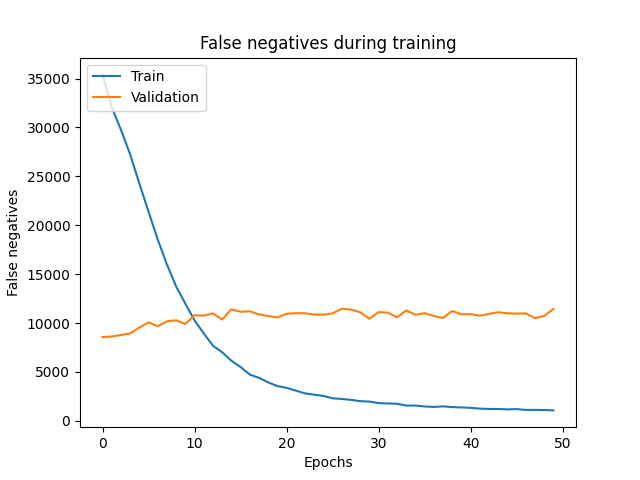 False negatives during training
Train
Validation
False negatives
35000
30000
25000
20000
15000
10000
5000
0
0 10 20 30 40 50
Epochs